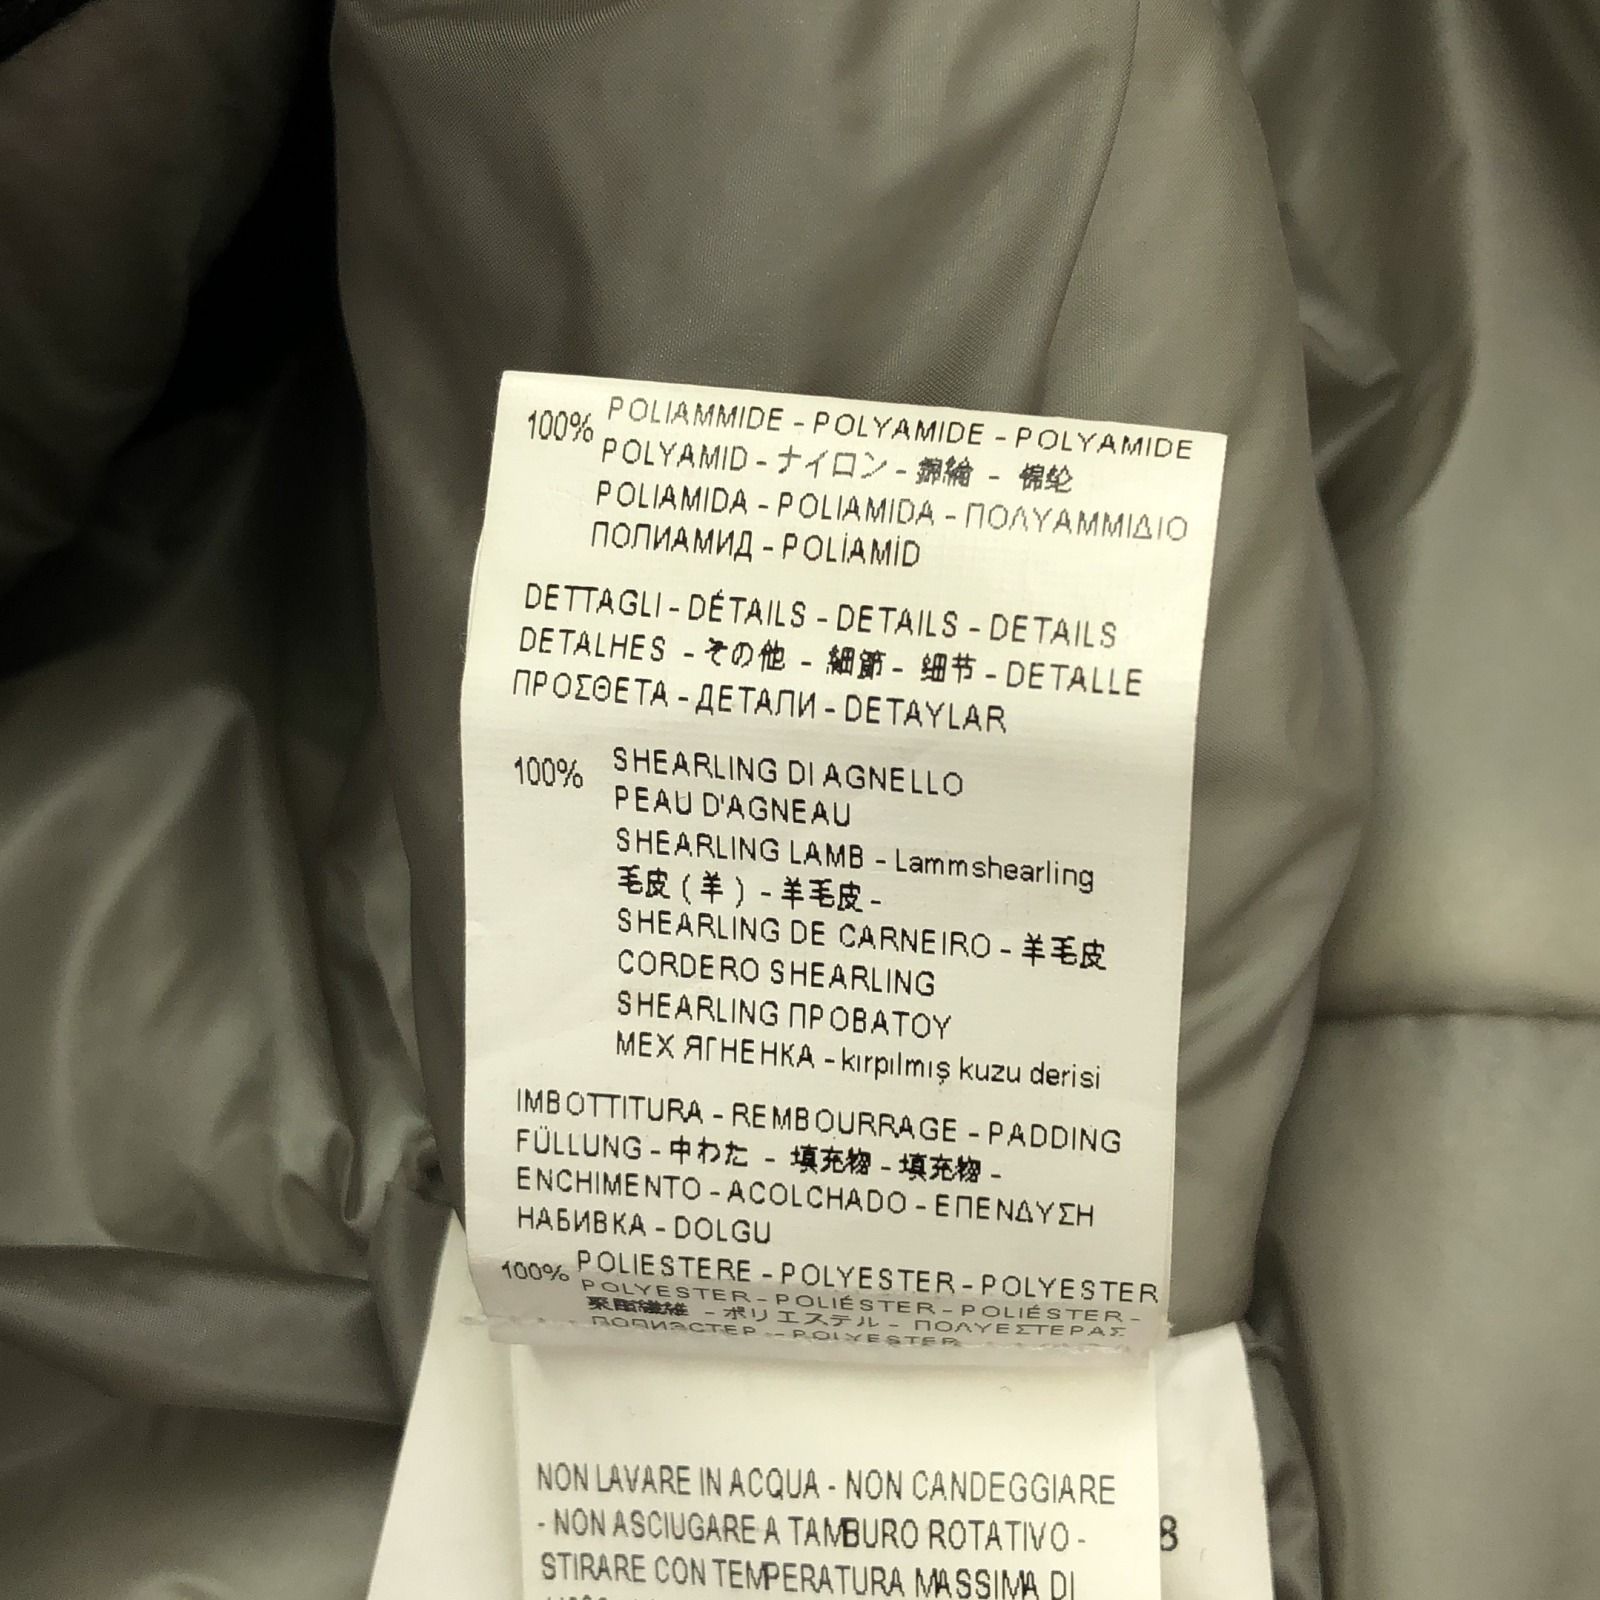 100% POLIAMMIDE - POLYAMIDE - POLYAMIDE
POLYAMID - ナイロン - 錦綸 - 锦纶
POLIAMIDA - POLIAMIDA - ΠΟΛΥΑΜΜΙΔΙΟ
ПОЛИАМИД - POLİAMİD
DETTAGLI - DÉTAILS - DETAILS - DETAILS
DETALHES - その他 - 細節 - 细节 - DETALLE
ΠΡΟΣΘΕΤΑ - ДЕТАЛИ - DETAYLAR
100% SHEARLING DI AGNELLO
PEAU D'AGNEAU
SHEARLING LAMB - Lammshearling
毛皮 ( 羊 ) - 羊毛皮 -
SHEARLING DE CARNEIRO - 羊毛皮
CORDERO SHEARLING
SHEARLING ΠΡΟΒΑΤΟΥ
МЕХ ЯГНЕНКА - kırpılmış kuzu derisi
IMBOTTITURA - REMBOURRAGE - PADDING
FÜLLUNG - 中わた - 填充物 - 填充物 -
ENCHIMENTO - ACOLCHADO - ΕΠΕΝΔΥΣΗ
НАБИВКА - DOLGU
100% POLIESTERE - POLYESTER - POLYESTER
POLYESTER - POLIÉSTER - POLIÉSTER -
聚酯纖維 - ポリエステル - ΠΟΛΥΕΣΤΕΡΑΣ
ПОЛИЭСТЕР - POLYESTER
NON LAVARE IN ACQUA - NON CANDEGGIARE
- NON ASCIUGARE A TAMBURO ROTATIVO -
STIRARE CON TEMPERATURA MASSIMA DI
8